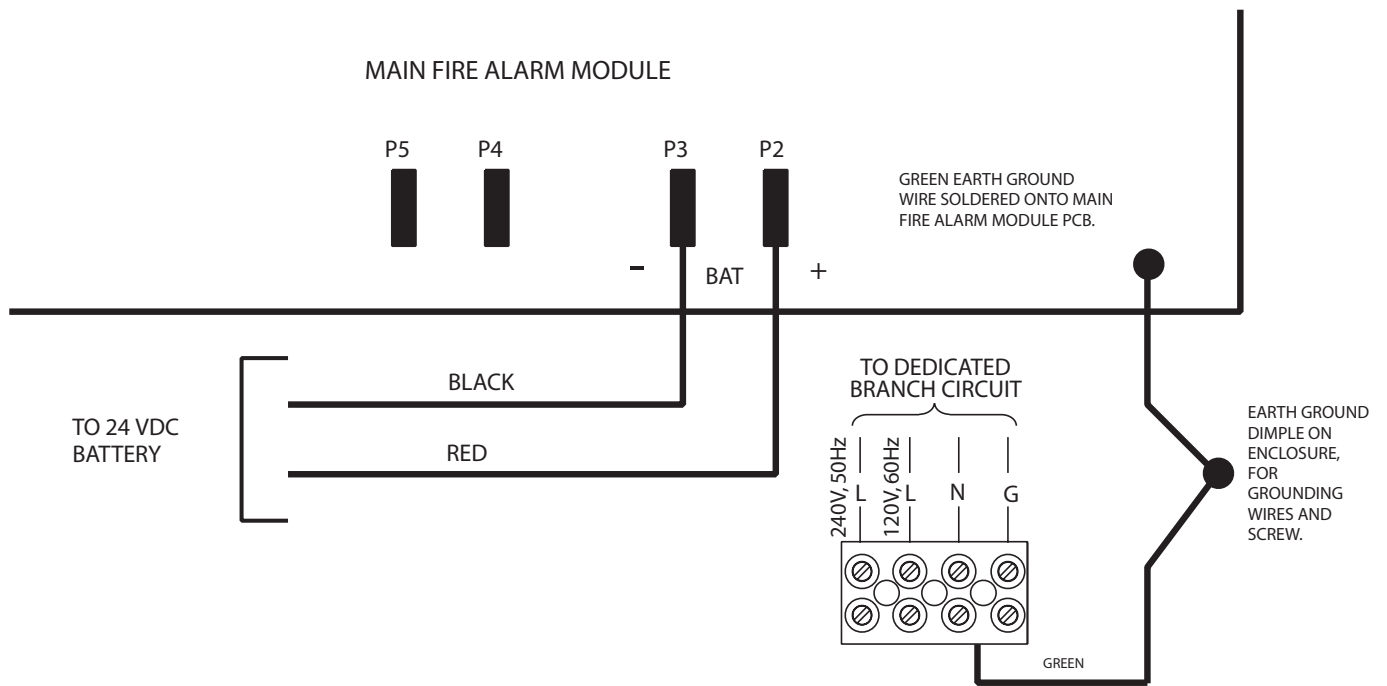 MAIN FIRE ALARM MODULE
P5
P4
P3
P2
GREEN EARTH GROUND
WIRE SOLDERED ONTO MAIN
FIRE ALARM MODULE PCB.
-
BAT
+
TO 24 VDC
BATTERY
BLACK
RED
TO DEDICATED
BRANCH CIRCUIT
240V, 50Hz
L
120V, 60Hz
L
N
G
EARTH GROUND
DIMPLE ON
ENCLOSURE,
FOR
GROUNDING
WIRES AND
SCREW.
GREEN